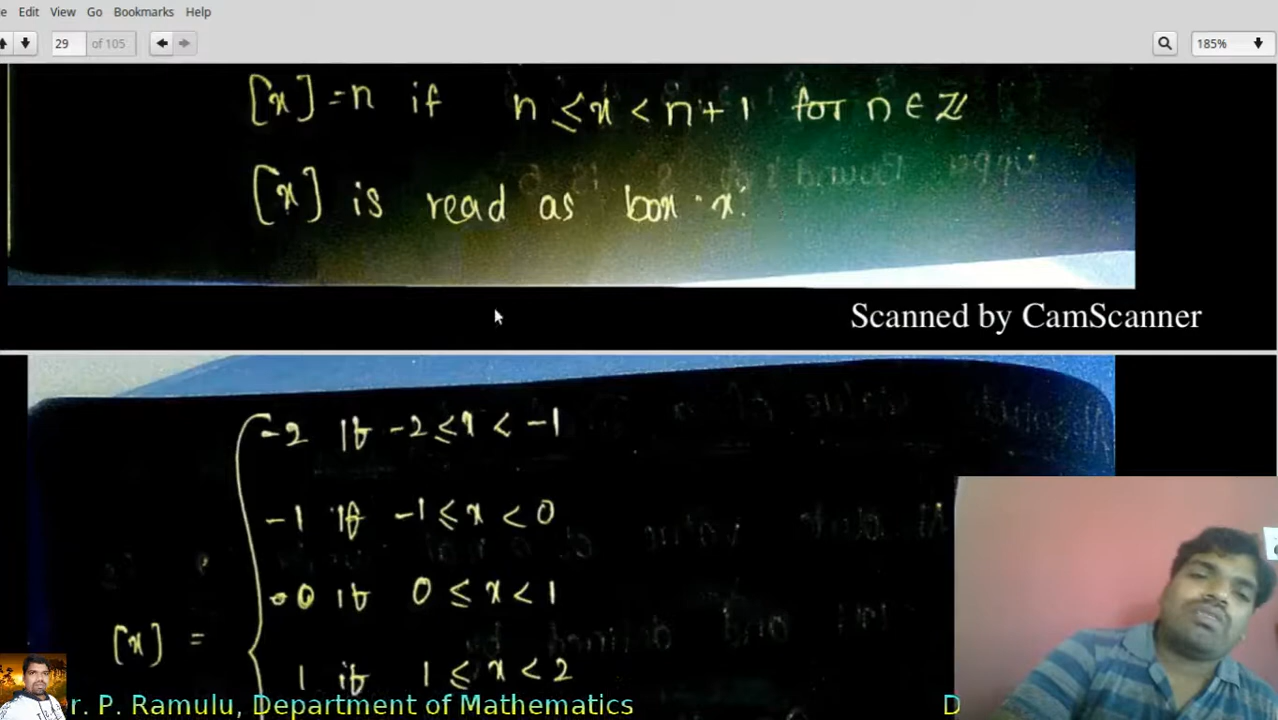 e Edit View Go Bookmarks Help
29 of 105 185%
[x] = n if n ≤ x < n+1 for n ∈ ℤ
[x] is read as box 'x'
Scanned by CamScanner
-2 if -2 ≤ x < -1
-1 if -1 ≤ x < 0
0 if 0 ≤ x < 1
[x] =
1 if 1 ≤ x < 2
r. P. Ramulu, Department of Mathematics D